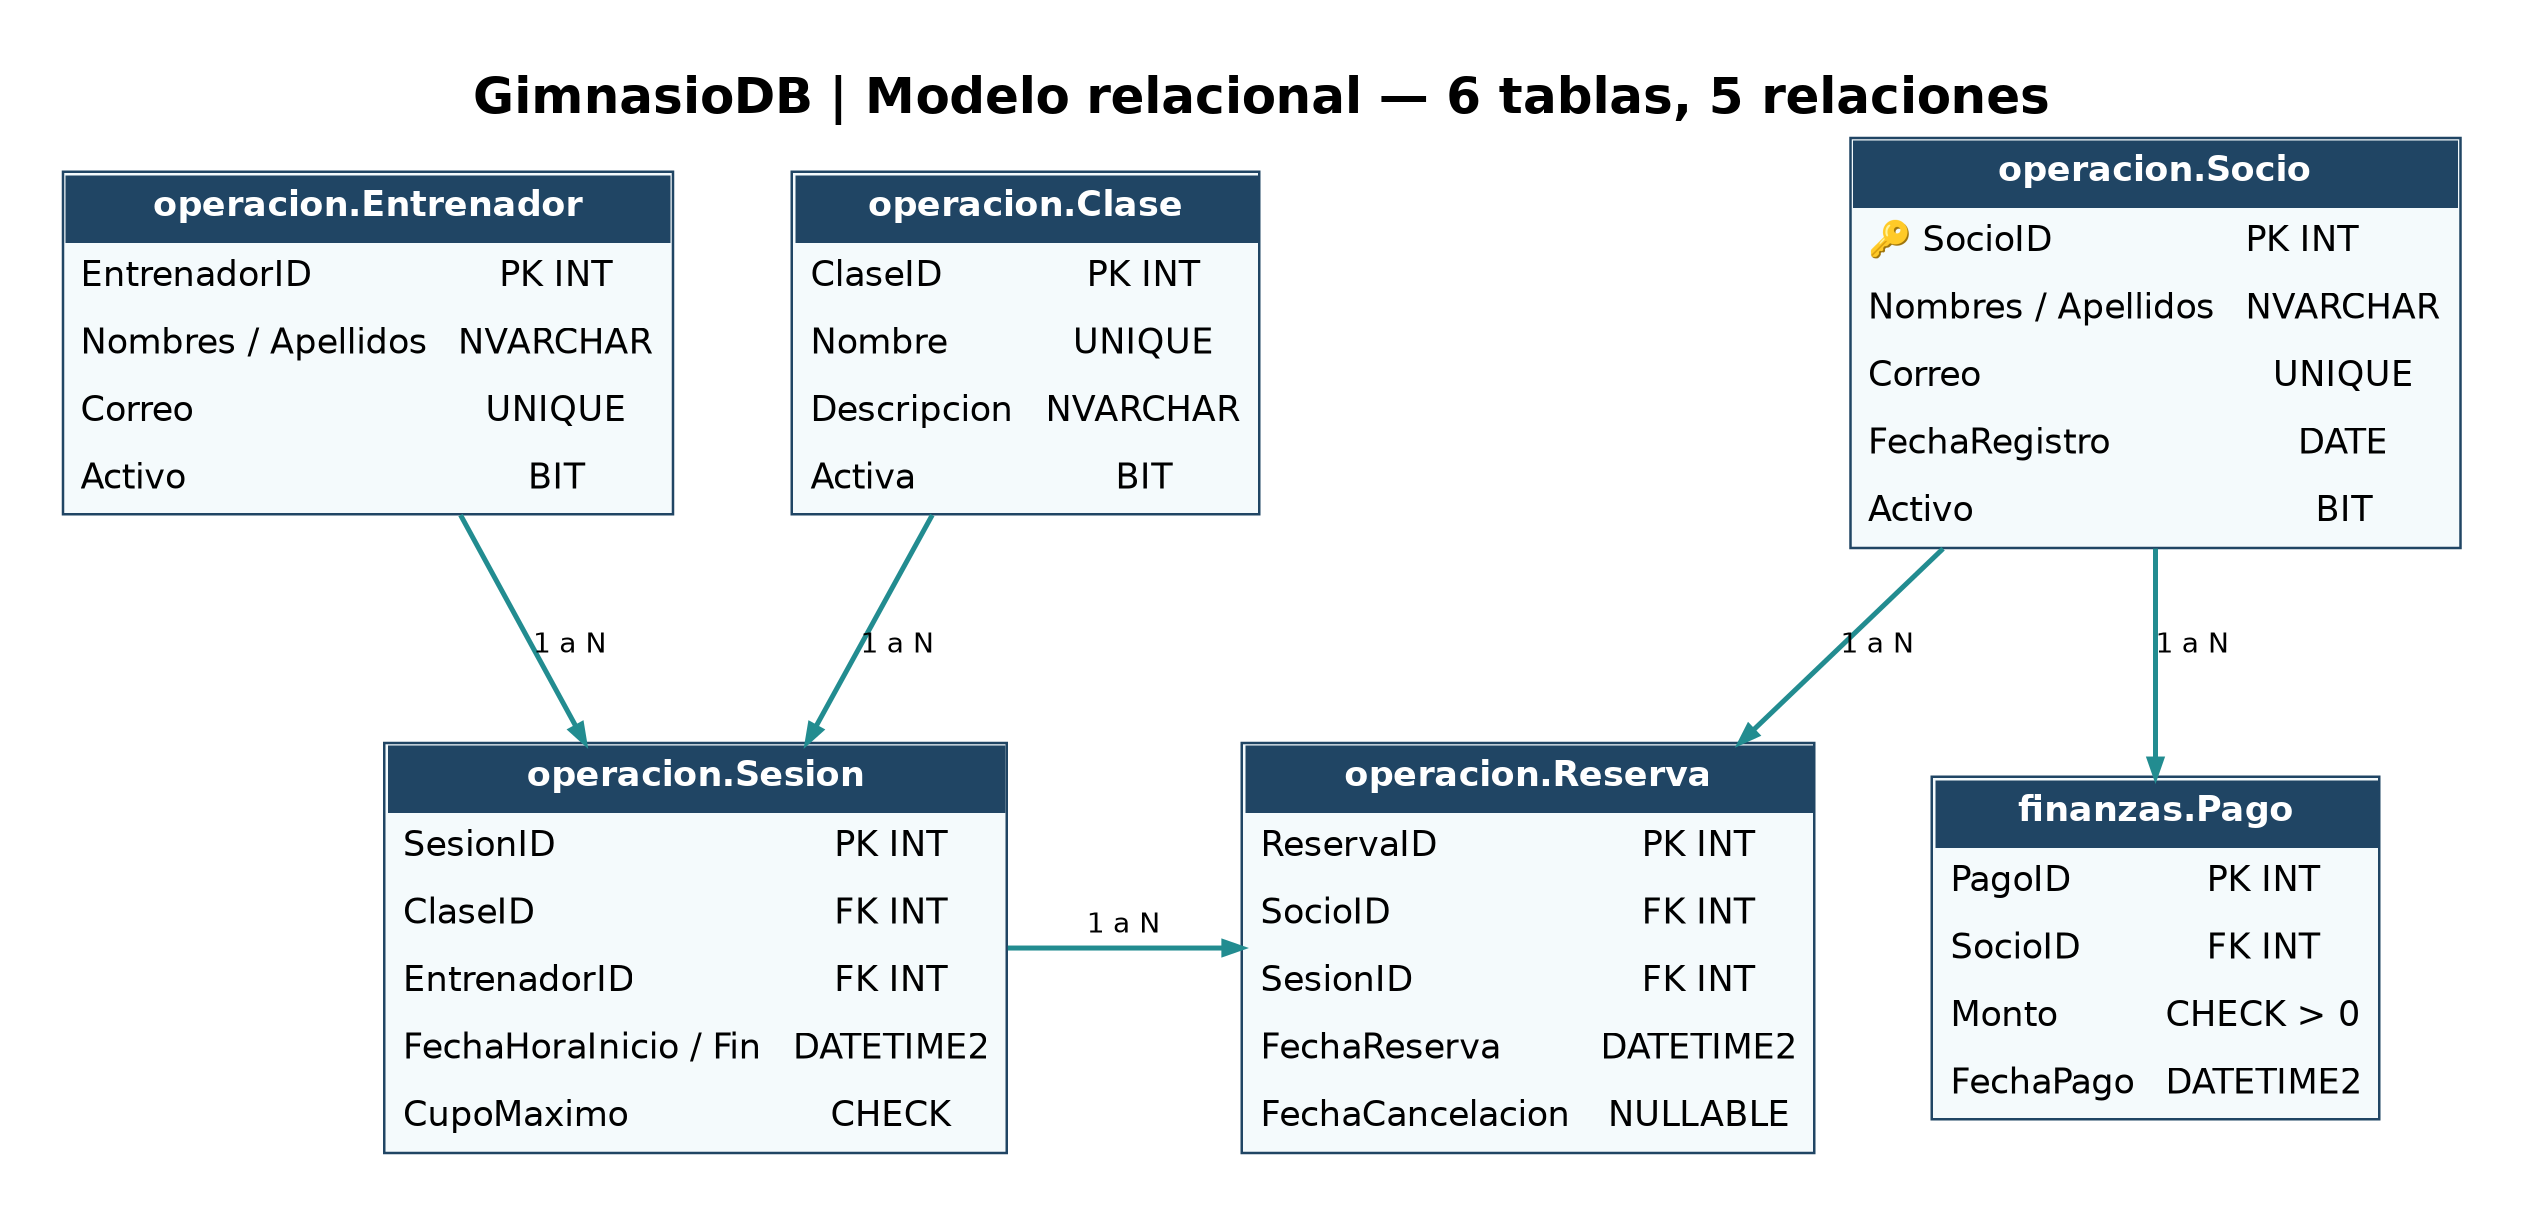 GimnasioDB | Modelo relacional — 6 tablas, 5 relaciones
operacion.Entrenador
EntrenadorID PK INT
Nombres / Apellidos NVARCHAR
Correo UNIQUE
Activo BIT
operacion.Clase
ClaseID PK INT
Nombre UNIQUE
Descripcion NVARCHAR
Activa BIT
operacion.Socio
🔑 SocioID PK INT
Nombres / Apellidos NVARCHAR
Correo UNIQUE
FechaRegistro DATE
Activo BIT
1 a N
1 a N
1 a N
1 a N
operacion.Sesion
SesionID PK INT
ClaseID FK INT
EntrenadorID FK INT
FechaHoraInicio / Fin DATETIME2
CupoMaximo CHECK
1 a N
operacion.Reserva
ReservaID PK INT
SocioID FK INT
SesionID FK INT
FechaReserva DATETIME2
FechaCancelacion NULLABLE
finanzas.Pago
PagoID PK INT
SocioID FK INT
Monto CHECK > 0
FechaPago DATETIME2